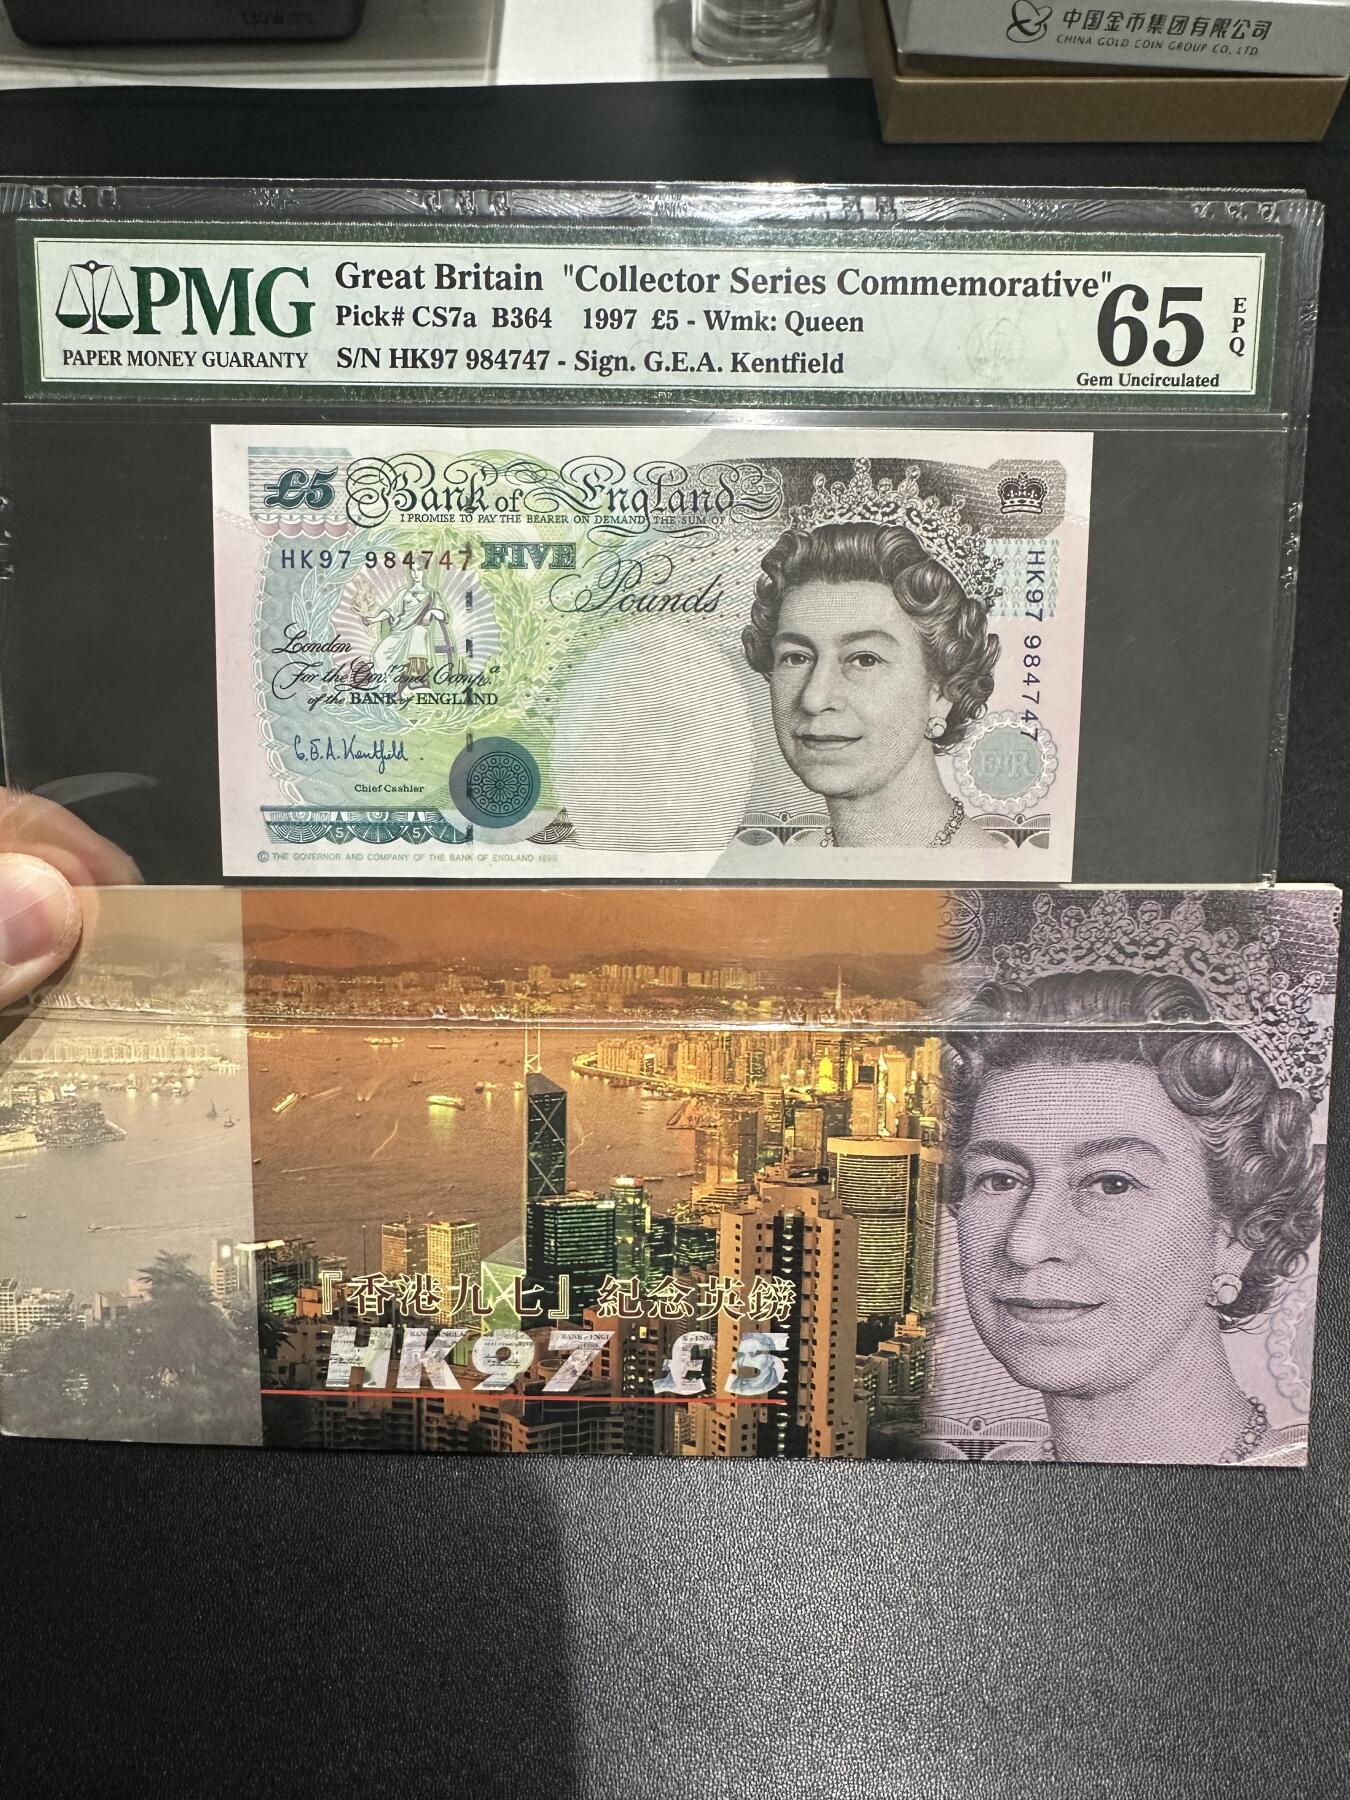 中国金币集团有限公司
CHINA GOLD COIN GROUP CO., LTD
PMG
PAPER MONEY GUARANTY
Great Britain "Collector Series Commemorative"
Pick# CS7a B364 1997 £5 - Wmk: Queen
S/N HK97 984747 - Sign. G.E.A. Kentfield
65
EPQ
Gem Uncirculated
£5 Bank of England
I PROMISE TO PAY THE BEARER ON DEMAND THE SUM OF
HK97 984747 FIVE
Pounds
HK97 984747
London
For the Govr. and Compa.
of the BANK of ENGLAND
G.E.A. Kentfield
Chief Cashier
5 5
© THE GOVERNOR AND COMPANY OF THE BANK OF ENGLAND 1990
『香港九七』紀念英鎊
HK97 £5